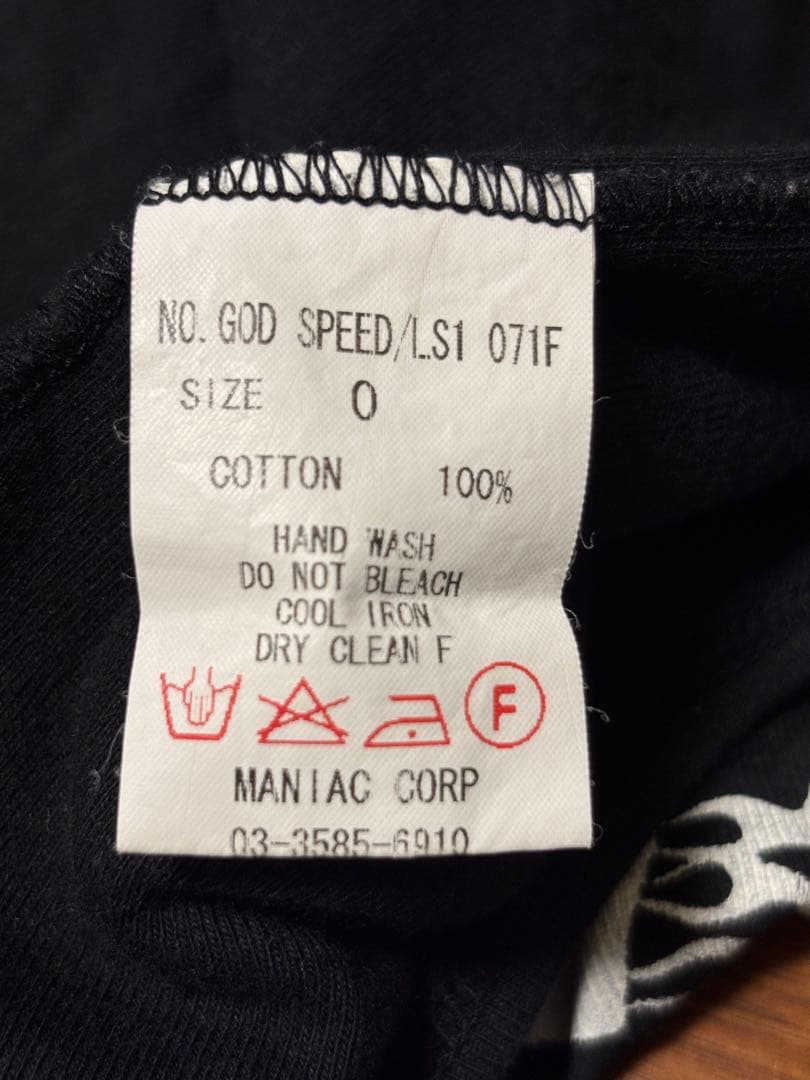 NO. GOD SPEED/LS1 071F
SIZE 0
COTTON 100%
HAND WASH
DO NOT BLEACH
COOL IRON
DRY CLEAN F
F
MANIAC CORP
03-3585-6910